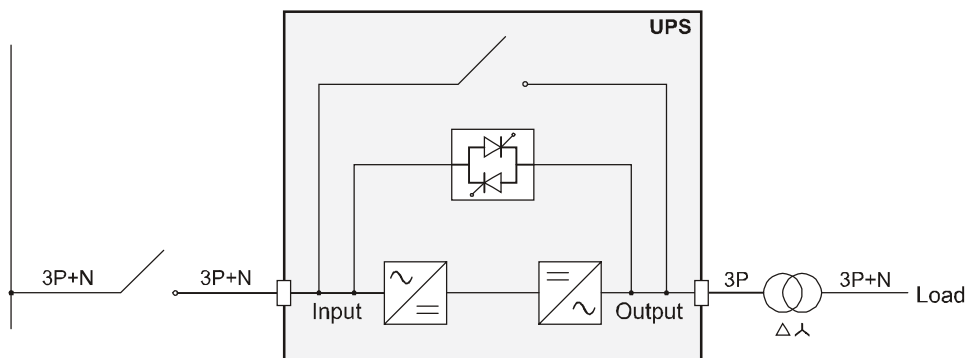 UPS
3P+N
3P+N
Input
Output
3P
3P+N
Load